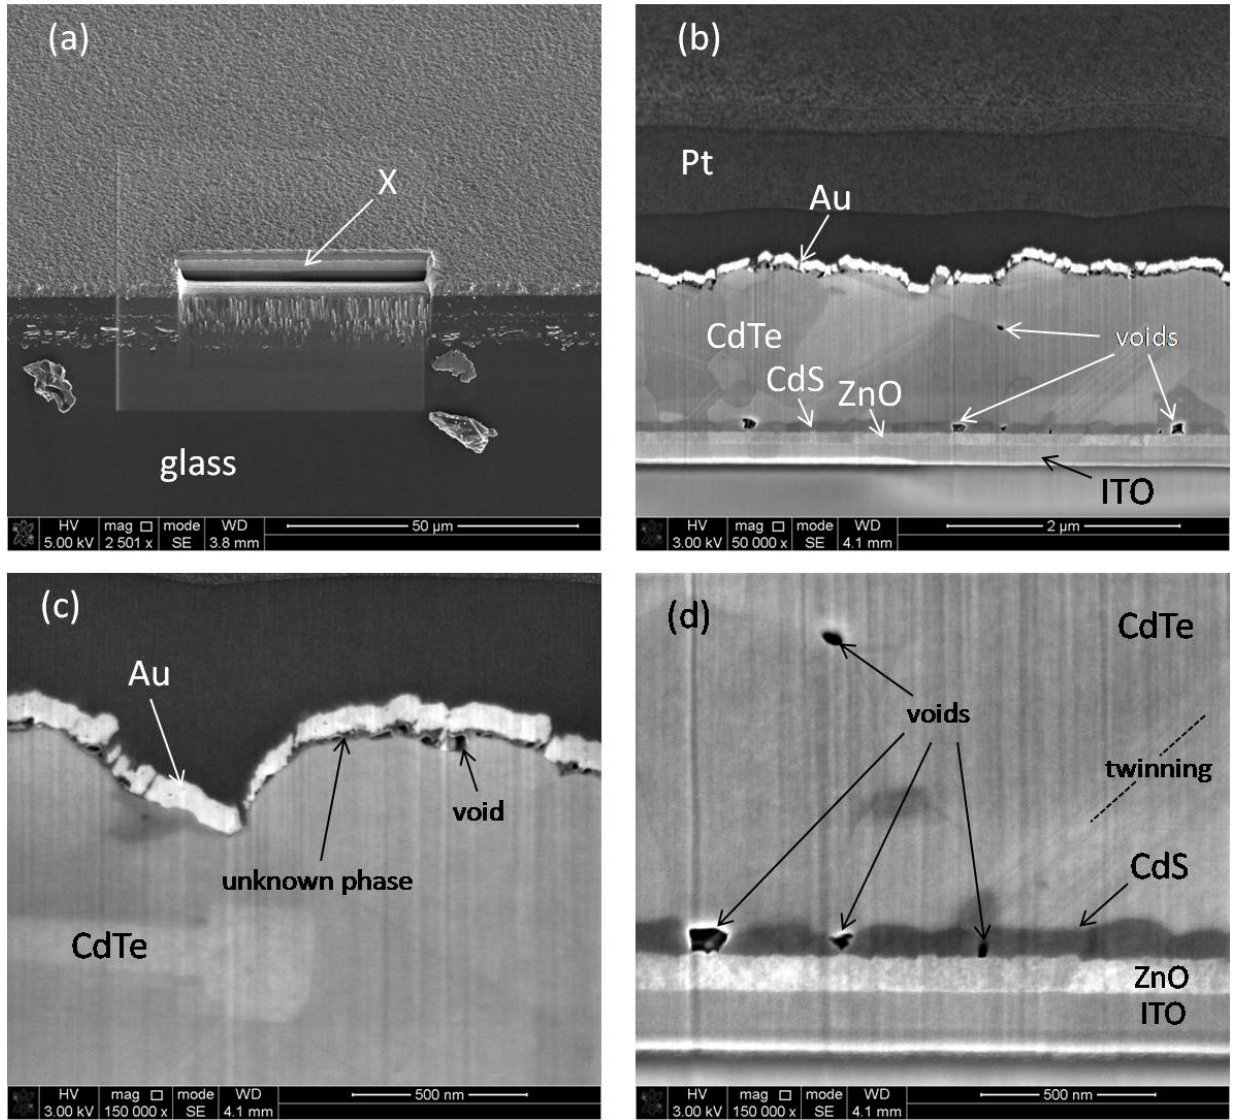 (a)
X
glass
HV mag □ mode WD
5.00 kV 2 501 x SE 3.8 mm
50 µm
(b)
Pt
Au
CdTe
voids
CdS
ZnO
ITO
HV mag □ mode WD
3.00 kV 50 000 x SE 4.1 mm
2 µm
(c)
Au
void
unknown phase
CdTe
HV mag □ mode WD
3.00 kV 150 000 x SE 4.1 mm
500 nm
(d)
CdTe
voids
twinning
CdS
ZnO
ITO
HV mag □ mode WD
3.00 kV 150 000 x SE 4.1 mm
500 nm